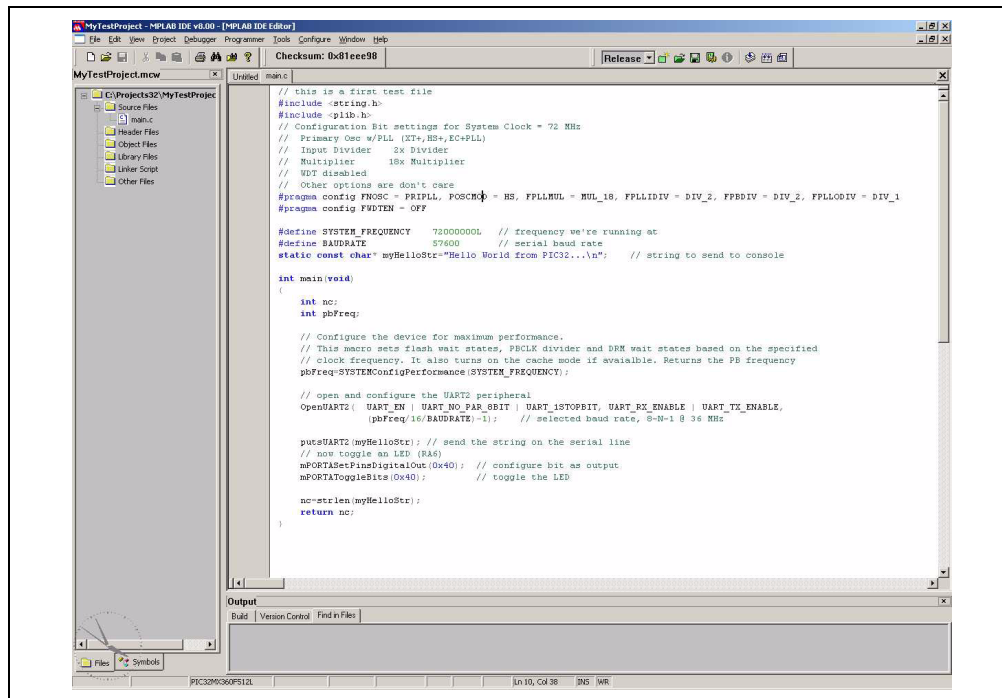 MyTestProject - MPLAB IDE v8.00 - [MPLAB IDE Editor]
File Edit View Project Debugger Programmer Tools Configure Window Help
Checksum: 0x81eee98
Release
MyTestProject.mcw
Untitled main.c
C:\Projects32\MyTestProjec
Source Files
main.c
Header Files
Object Files
Library Files
Linker Script
Other Files
// this is a first test file
#include <string.h>
#include <plib.h>
// Configuration Bit settings for System Clock = 72 MHz
// Primary Osc w/PLL (XT+,HS+,EC+PLL)
// Input Divider 2x Divider
// Multiplier 18x Multiplier
// WDT disabled
// Other options are don't care
#pragma config FNOSC = PRIPLL, POSCMOD = HS, FPLLMUL = MUL_18, FPLLIDIV = DIV_2, FPBDIV = DIV_2, FPLLODIV = DIV_1
#pragma config FWDTEN = OFF
#define SYSTEM_FREQUENCY 72000000L // frequency we're running at
#define BAUDRATE 57600 // serial baud rate
static const char* myHelloStr="Hello World from PIC32...\n"; // string to send to console
int main(void)
{
int nc;
int pbFreq;
// Configure the device for maximum performance.
// This macro sets flash wait states, PBCLK divider and DRM wait states based on the specified
// clock frequency. It also turns on the cache mode if avaialble. Returns the PB frequency
pbFreq=SYSTEMConfigPerformance(SYSTEM_FREQUENCY);
// open and configure the UART2 peripheral
OpenUART2( UART_EN | UART_NO_PAR_8BIT | UART_1STOPBIT, UART_RX_ENABLE | UART_TX_ENABLE,
(pbFreq/16/BAUDRATE)-1); // selected baud rate, 8-N-1 @ 36 MHz
putsUART2(myHelloStr); // send the string on the serial line
// now toggle an LED (RA6)
mPORTASetPinsDigitalOut(0x40); // configure bit as output
mPORTAToggleBits(0x40); // toggle the LED
nc=strlen(myHelloStr);
return nc;
}
Output
Build Version Control Find in Files
Files Symbols
PIC32MX360F512L Ln 10, Col 38 INS WR